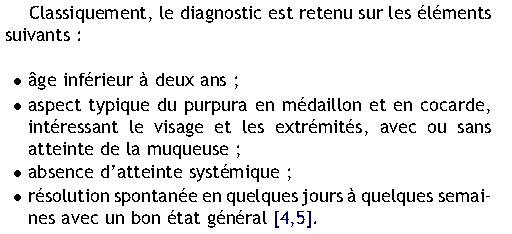 Classiquement, le diagnostic est retenu sur les éléments
suivants :
• âge inférieur à deux ans ;
• aspect typique du purpura en médaillon et en cocarde,
intéressant le visage et les extrémités, avec ou sans
atteinte de la muqueuse ;
• absence d'atteinte systémique ;
• résolution spontanée en quelques jours à quelques semai-
nes avec un bon état général [4,5].